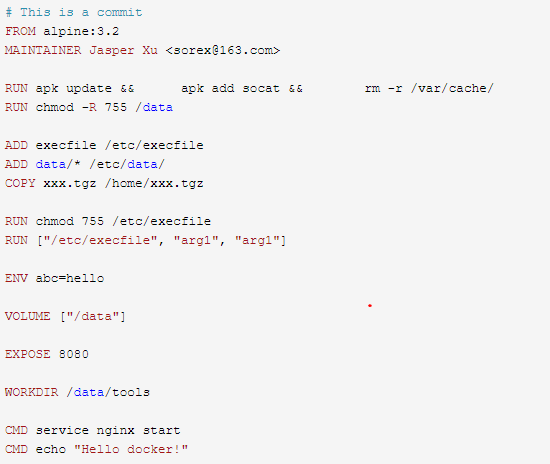 # This is a commit
FROM alpine:3.2
MAINTAINER Jasper Xu <sorex@163.com>
RUN apk update &&      apk add socat &&        rm -r /var/cache/
RUN chmod -R 755 /data
ADD execfile /etc/execfile
ADD data/* /etc/data/
COPY xxx.tgz /home/xxx.tgz
RUN chmod 755 /etc/execfile
RUN ["/etc/execfile", "arg1", "arg1"]
ENV abc=hello
VOLUME ["/data"]
EXPOSE 8080
WORKDIR /data/tools
CMD service nginx start
CMD echo "Hello docker!"